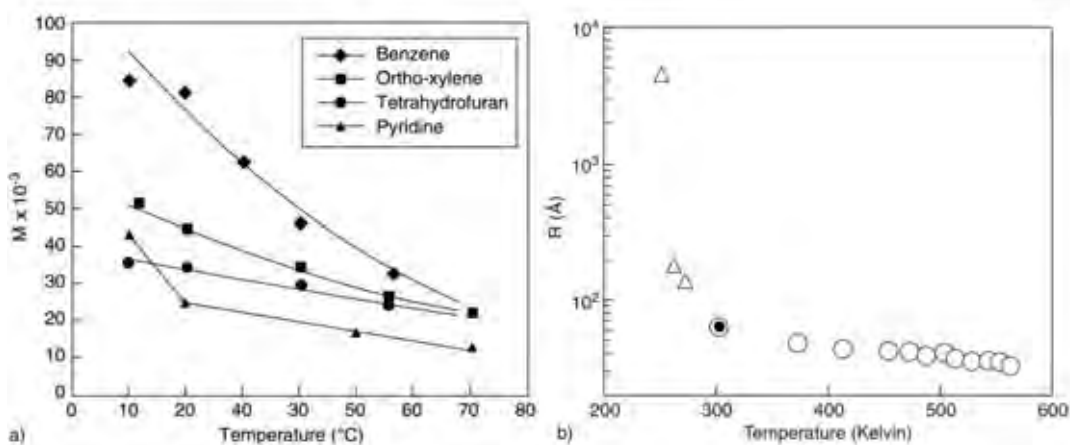 100
90
80
70
60
50
40
30
20
10
0
M x 10⁻³
Benzene
Ortho-xylene
Tetrahydrofuran
Pyridine
0 10 20 40 30 50 60 70 80
a) Temperature (°C)
10⁴
10³
10²
R (Å)
200 300 400 500 600
b) Temperature (Kelvin)